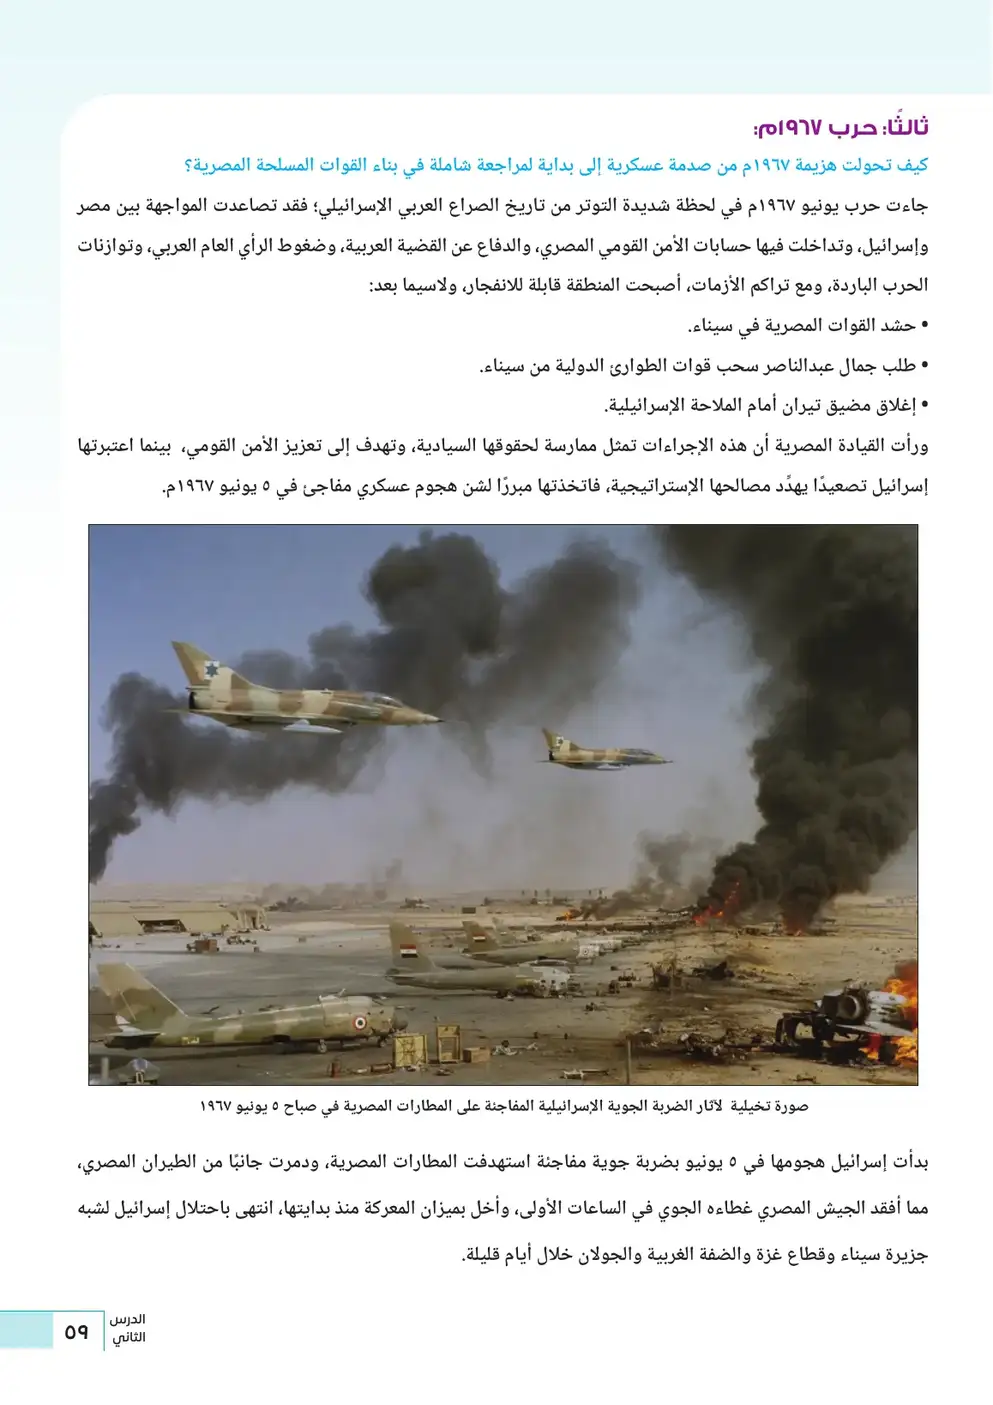 ثالثًا: حرب ١٩٦٧م:
كيف تحولت هزيمة ١٩٦٧م من صدمة عسكرية إلى بداية لمراجعة شاملة في بناء القوات المسلحة المصرية؟
جاءت حرب يونيو ١٩٦٧م في لحظة شديدة التوتر من تاريخ الصراع العربي الإسرائيلي؛ فقد تصاعدت المواجهة بين مصر
وإسرائيل، وتداخلت فيها حسابات الأمن القومي المصري، والدفاع عن القضية العربية، وضغوط الرأي العام العربي، وتوازنات
الحرب الباردة، ومع تراكم الأزمات، أصبحت المنطقة قابلة للانفجار، ولاسيما بعد:
• حشد القوات المصرية في سيناء.
• طلب جمال عبدالناصر سحب قوات الطوارئ الدولية من سيناء.
• إغلاق مضيق تيران أمام الملاحة الإسرائيلية.
ورأت القيادة المصرية أن هذه الإجراءات تمثل ممارسة لحقوقها السيادية، وتهدف إلى تعزيز الأمن القومي، بينما اعتبرتها
إسرائيل تصعيدًا يهدِّد مصالحها الإستراتيجية، فاتخذتها مبررًا لشن هجوم عسكري مفاجئ في ٥ يونيو ١٩٦٧م.
صورة تخيلية لآثار الضربة الجوية الإسرائيلية المفاجئة على المطارات المصرية في صباح ٥ يونيو ١٩٦٧
بدأت إسرائيل هجومها في ٥ يونيو بضربة جوية مفاجئة استهدفت المطارات المصرية، ودمرت جانبًا من الطيران المصري،
مما أفقد الجيش المصري غطاءه الجوي في الساعات الأولى، وأخل بميزان المعركة منذ بدايتها، انتهى باحتلال إسرائيل لشبه
جزيرة سيناء وقطاع غزة والضفة الغربية والجولان خلال أيام قليلة.
الدرس
الثاني
٥٩